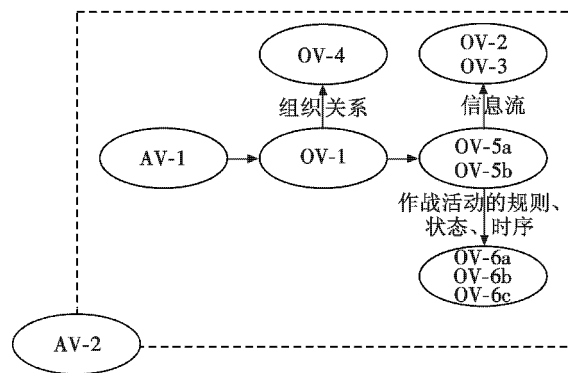 OV-4
OV-2
OV-3
组织关系
信息流
AV-1
OV-1
OV-5a
OV-5b
作战活动的规则、
状态、时序
OV-6a
OV-6b
OV-6c
AV-2